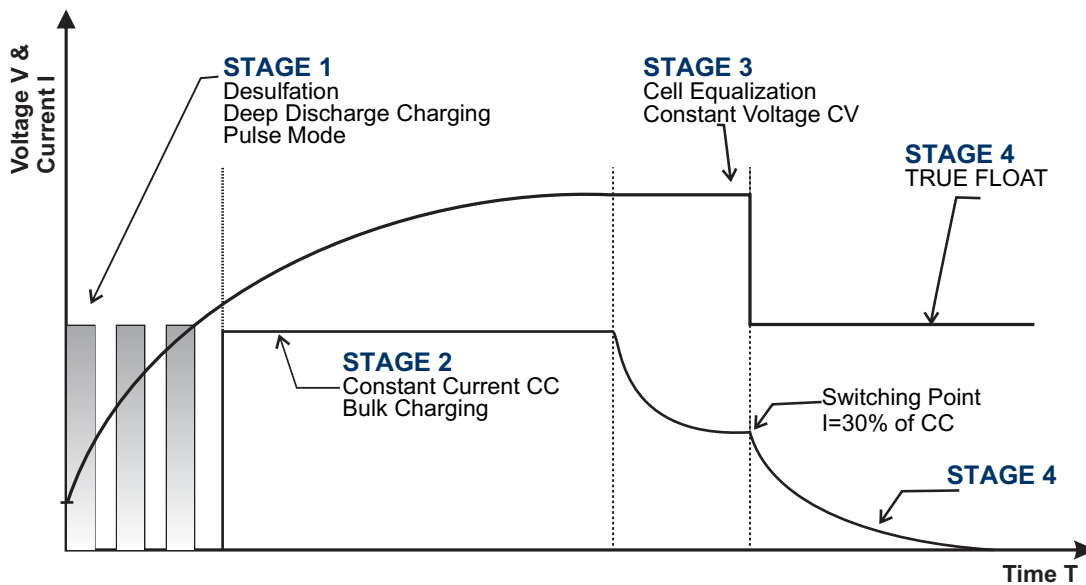 Voltage V &
Current I
STAGE 1
Desulfation
Deep Discharge Charging
Pulse Mode
STAGE 3
Cell Equalization
Constant Voltage CV
STAGE 4
TRUE FLOAT
STAGE 2
Constant Current CC
Bulk Charging
Switching Point
I=30% of CC
STAGE 4
Time T